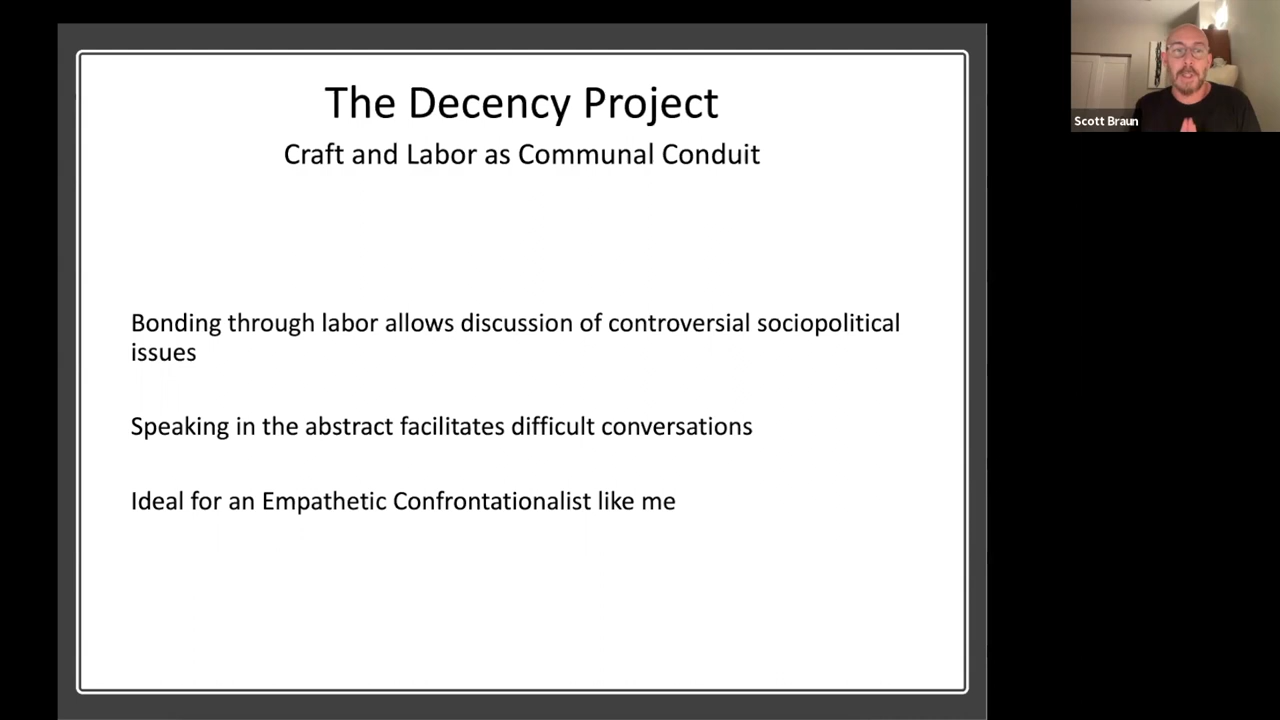 The Decency Project
Craft and Labor as Communal Conduit
Bonding through labor allows discussion of controversial sociopolitical
issues
Speaking in the abstract facilitates difficult conversations
Ideal for an Empathetic Confrontationalist like me
Scott Braun